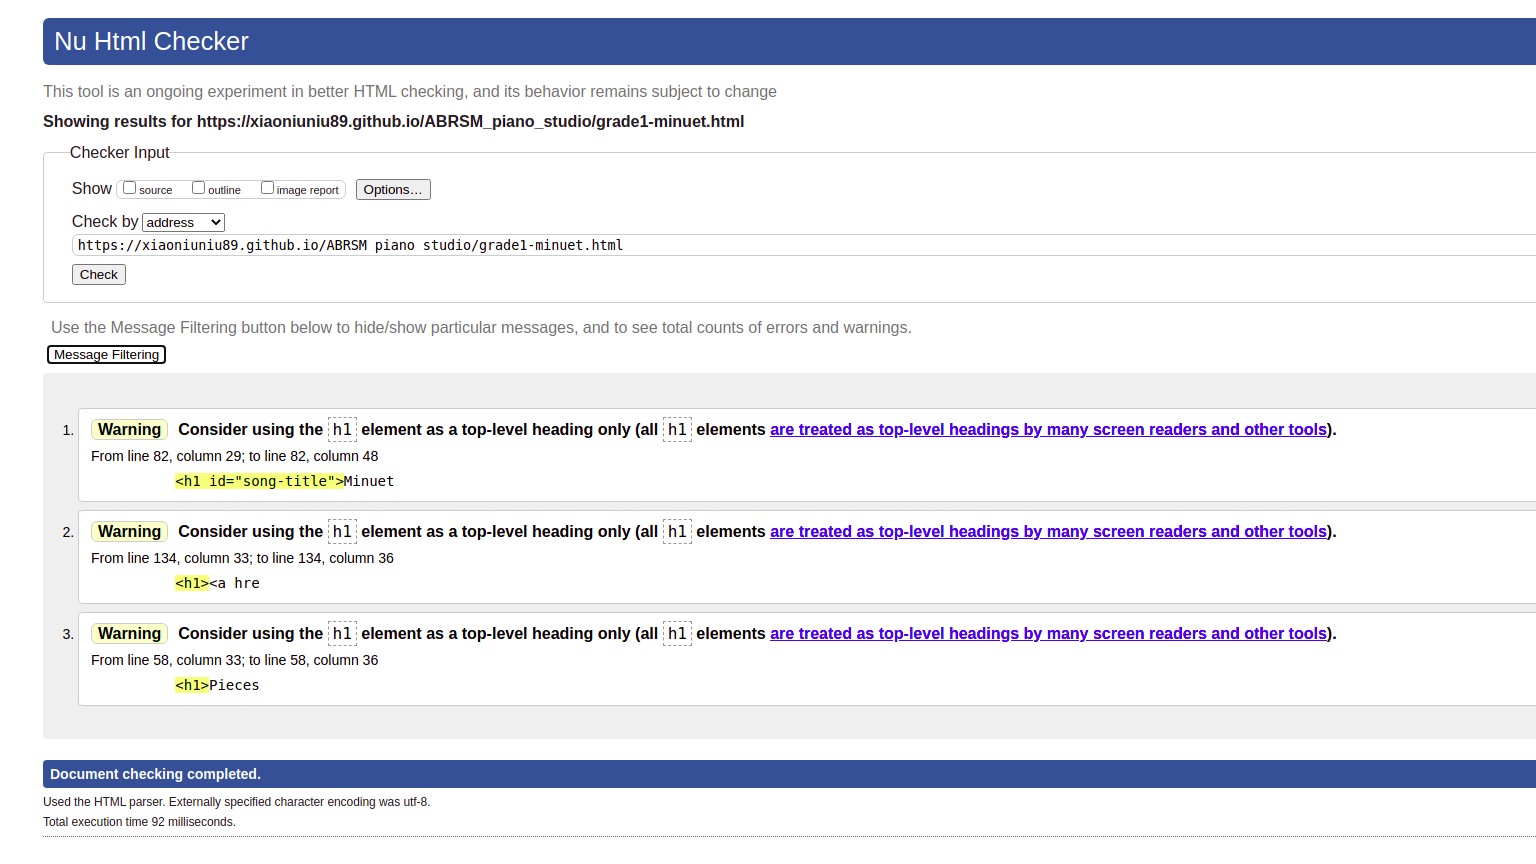 Nu Html Checker
This tool is an ongoing experiment in better HTML checking, and its behavior remains subject to change
Showing results for https://xiaoniuniu89.github.io/ABRSM_piano_studio/grade1-minuet.html
Checker Input
Show source outline image report Options…
Check by address
https://xiaoniuniu89.github.io/ABRSM_piano_studio/grade1-minuet.html
Check
Use the Message Filtering button below to hide/show particular messages, and to see total counts of errors and warnings.
Message Filtering
1. Warning Consider using the h1 element as a top-level heading only (all h1 elements are treated as top-level headings by many screen readers and other tools).
From line 82, column 29; to line 82, column 48
<h1 id="song-title">Minuet
2. Warning Consider using the h1 element as a top-level heading only (all h1 elements are treated as top-level headings by many screen readers and other tools).
From line 134, column 33; to line 134, column 36
<h1><a hre
3. Warning Consider using the h1 element as a top-level heading only (all h1 elements are treated as top-level headings by many screen readers and other tools).
From line 58, column 33; to line 58, column 36
<h1>Pieces
Document checking completed.
Used the HTML parser. Externally specified character encoding was utf-8.
Total execution time 92 milliseconds.